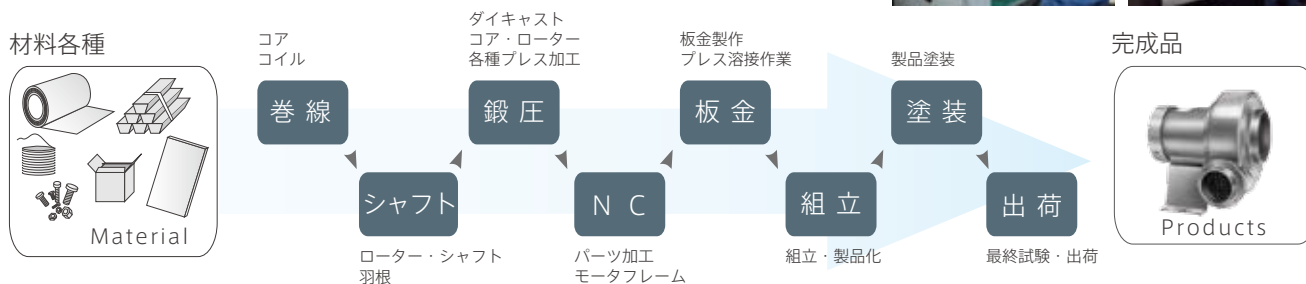 材料各種
Material
コア
コイル
巻線
シャフト
ローター・シャフト
羽根
ダイキャスト
コア・ローター
各種プレス加工
鍛圧
NC
パーツ加工
モータフレーム
板金製作
プレス溶接作業
板金
組立
組立・製品化
製品塗装
塗装
出荷
最終試験・出荷
完成品
Products